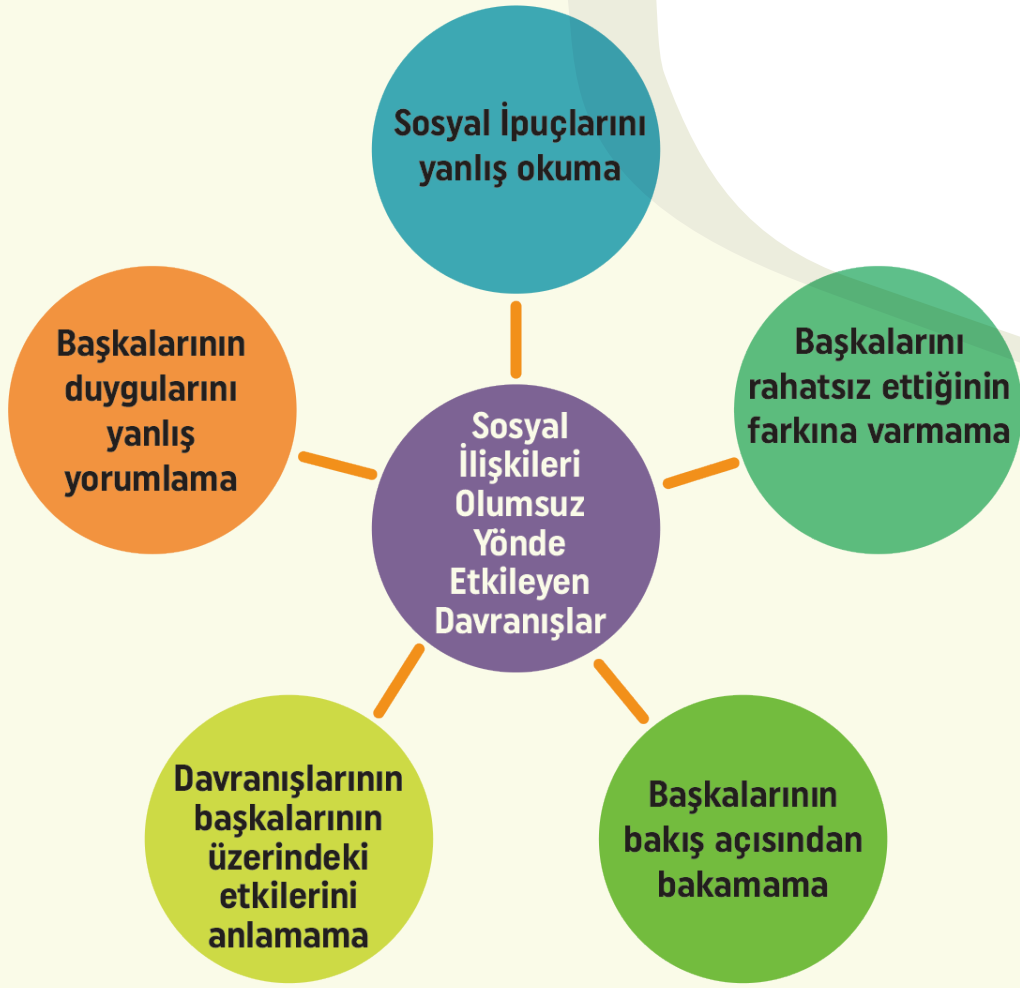 Sosyal İpuçlarını
yanlış okuma
Başkalarının
duygularını
yanlış
yorumlama
Başkalarını
rahatsız ettiğinin
farkına varmama
Sosyal
İlişkileri
Olumsuz
Yönde
Etkileyen
Davranışlar
Davranışlarının
başkalarının
üzerindeki
etkilerini
anlamama
Başkalarının
bakış açısından
bakamama